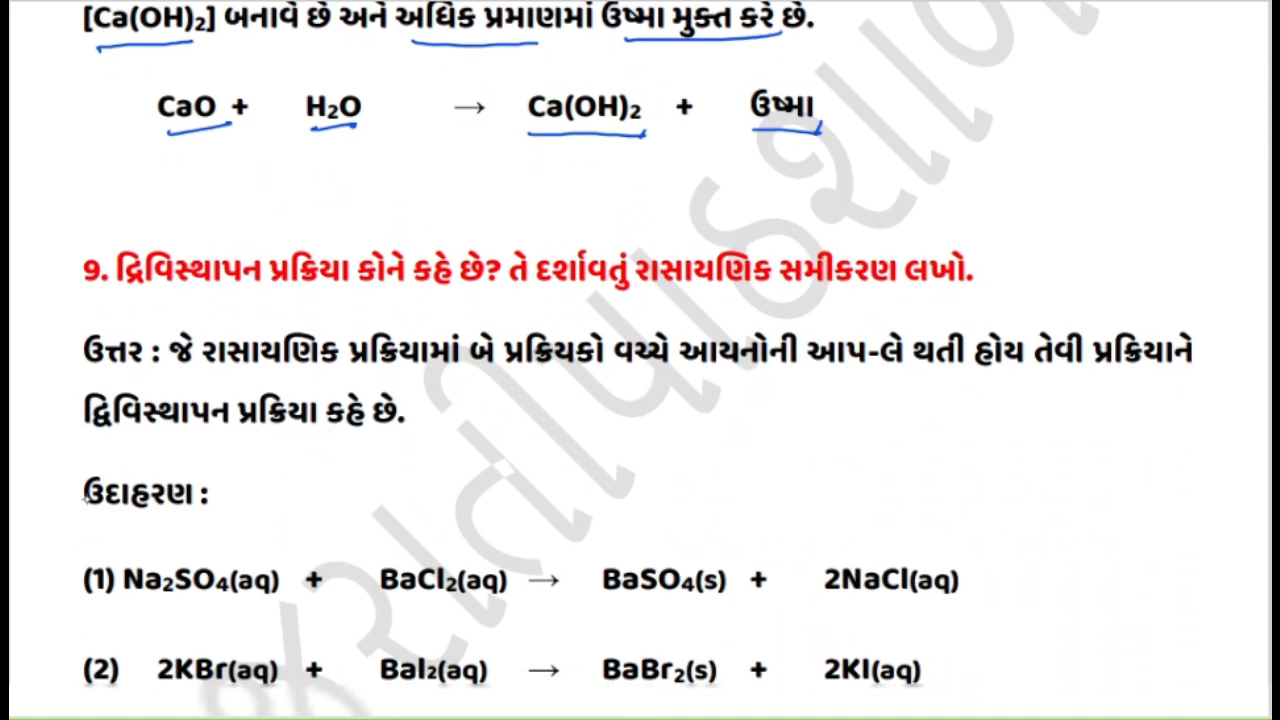 [Ca(OH)₂] બનાવે છે અને અધિક પ્રમાણમાં ઉષ્મા મુક્ત કરે છે.
CaO + H₂O → Ca(OH)₂ + ઉષ્મા
9. દ્વિવિસ્થાપન પ્રક્રિયા કોને કહે છે? તે દર્શાવતું રાસાયણિક સમીકરણ લખો.
ઉત્તર : જે રાસાયણિક પ્રક્રિયામાં બે પ્રક્રિયકો વચ્ચે આયનોની આપ-લે થતી હોય તેવી પ્રક્રિયાને
દ્વિવિસ્થાપન પ્રક્રિયા કહે છે.
ઉદાહરણ :
(1) Na₂SO₄(aq) + BaCl₂(aq) → BaSO₄(s) + 2NaCl(aq)
(2) 2KBr(aq) + BaI₂(aq) → BaBr₂(s) + 2KI(aq)